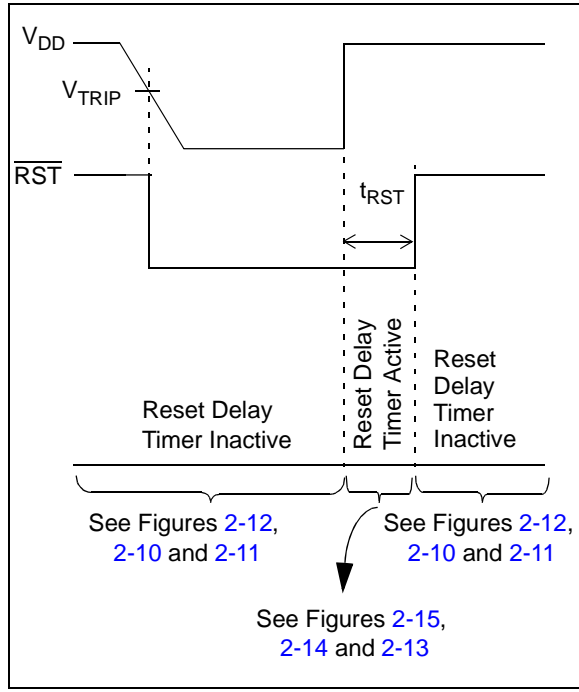 VDD
VTRIP
RST
tRST
Reset Delay
Timer Inactive
Reset Delay
Timer Active
Reset
Delay
Timer
Inactive
See Figures 2-12,
2-10 and 2-11
See Figures 2-12,
2-10 and 2-11
See Figures 2-15,
2-14 and 2-13